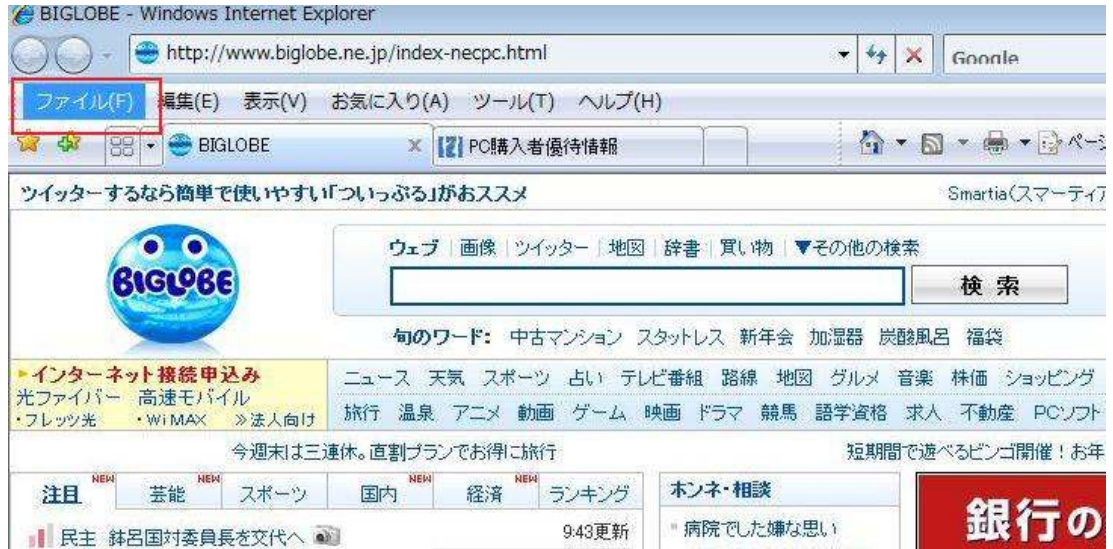 BIGLOBE - Windows Internet Explorer
http://www.biglobe.ne.jp/index-necpc.html Google
ファイル(F) 編集(E) 表示(V) お気に入り(A) ツール(T) ヘルプ(H)
BIGLOBE PC購入者優待情報 ページ
ツイッターするなら簡単で使いやすい「ついっぷる」がおススメ Smartia(スマーティア
BIGLOBE
ウェブ | 画像 | ツイッター | 地図 | 辞書 | 買い物 | ▼その他の検索
検 索
旬のワード: 中古マンション スタットレス 新年会 加湿器 炭酸風呂 福袋
インターネット接続申込み
光ファイバー 高速モバイル
・フレッツ光 ・WiMAX ≫法人向け
ニュース 天気 スポーツ 占い テレビ番組 路線 地図 グルメ 音楽 株価 ショッピング
旅行 温泉 アニメ 動画 ゲーム 映画 ドラマ 競馬 語学資格 求人 不動産 PCソフト
今週末は三連休。直割プランでお得に旅行 短期間で遊べるビンゴ開催！お年
注目 NEW 芸能 NEW スポーツ 国内 NEW 経済 NEW ランキング
民主 鉢呂国対委員長を交代へ 9:43更新
ホンネ・相談
病院でした嫌な思い
銀行の